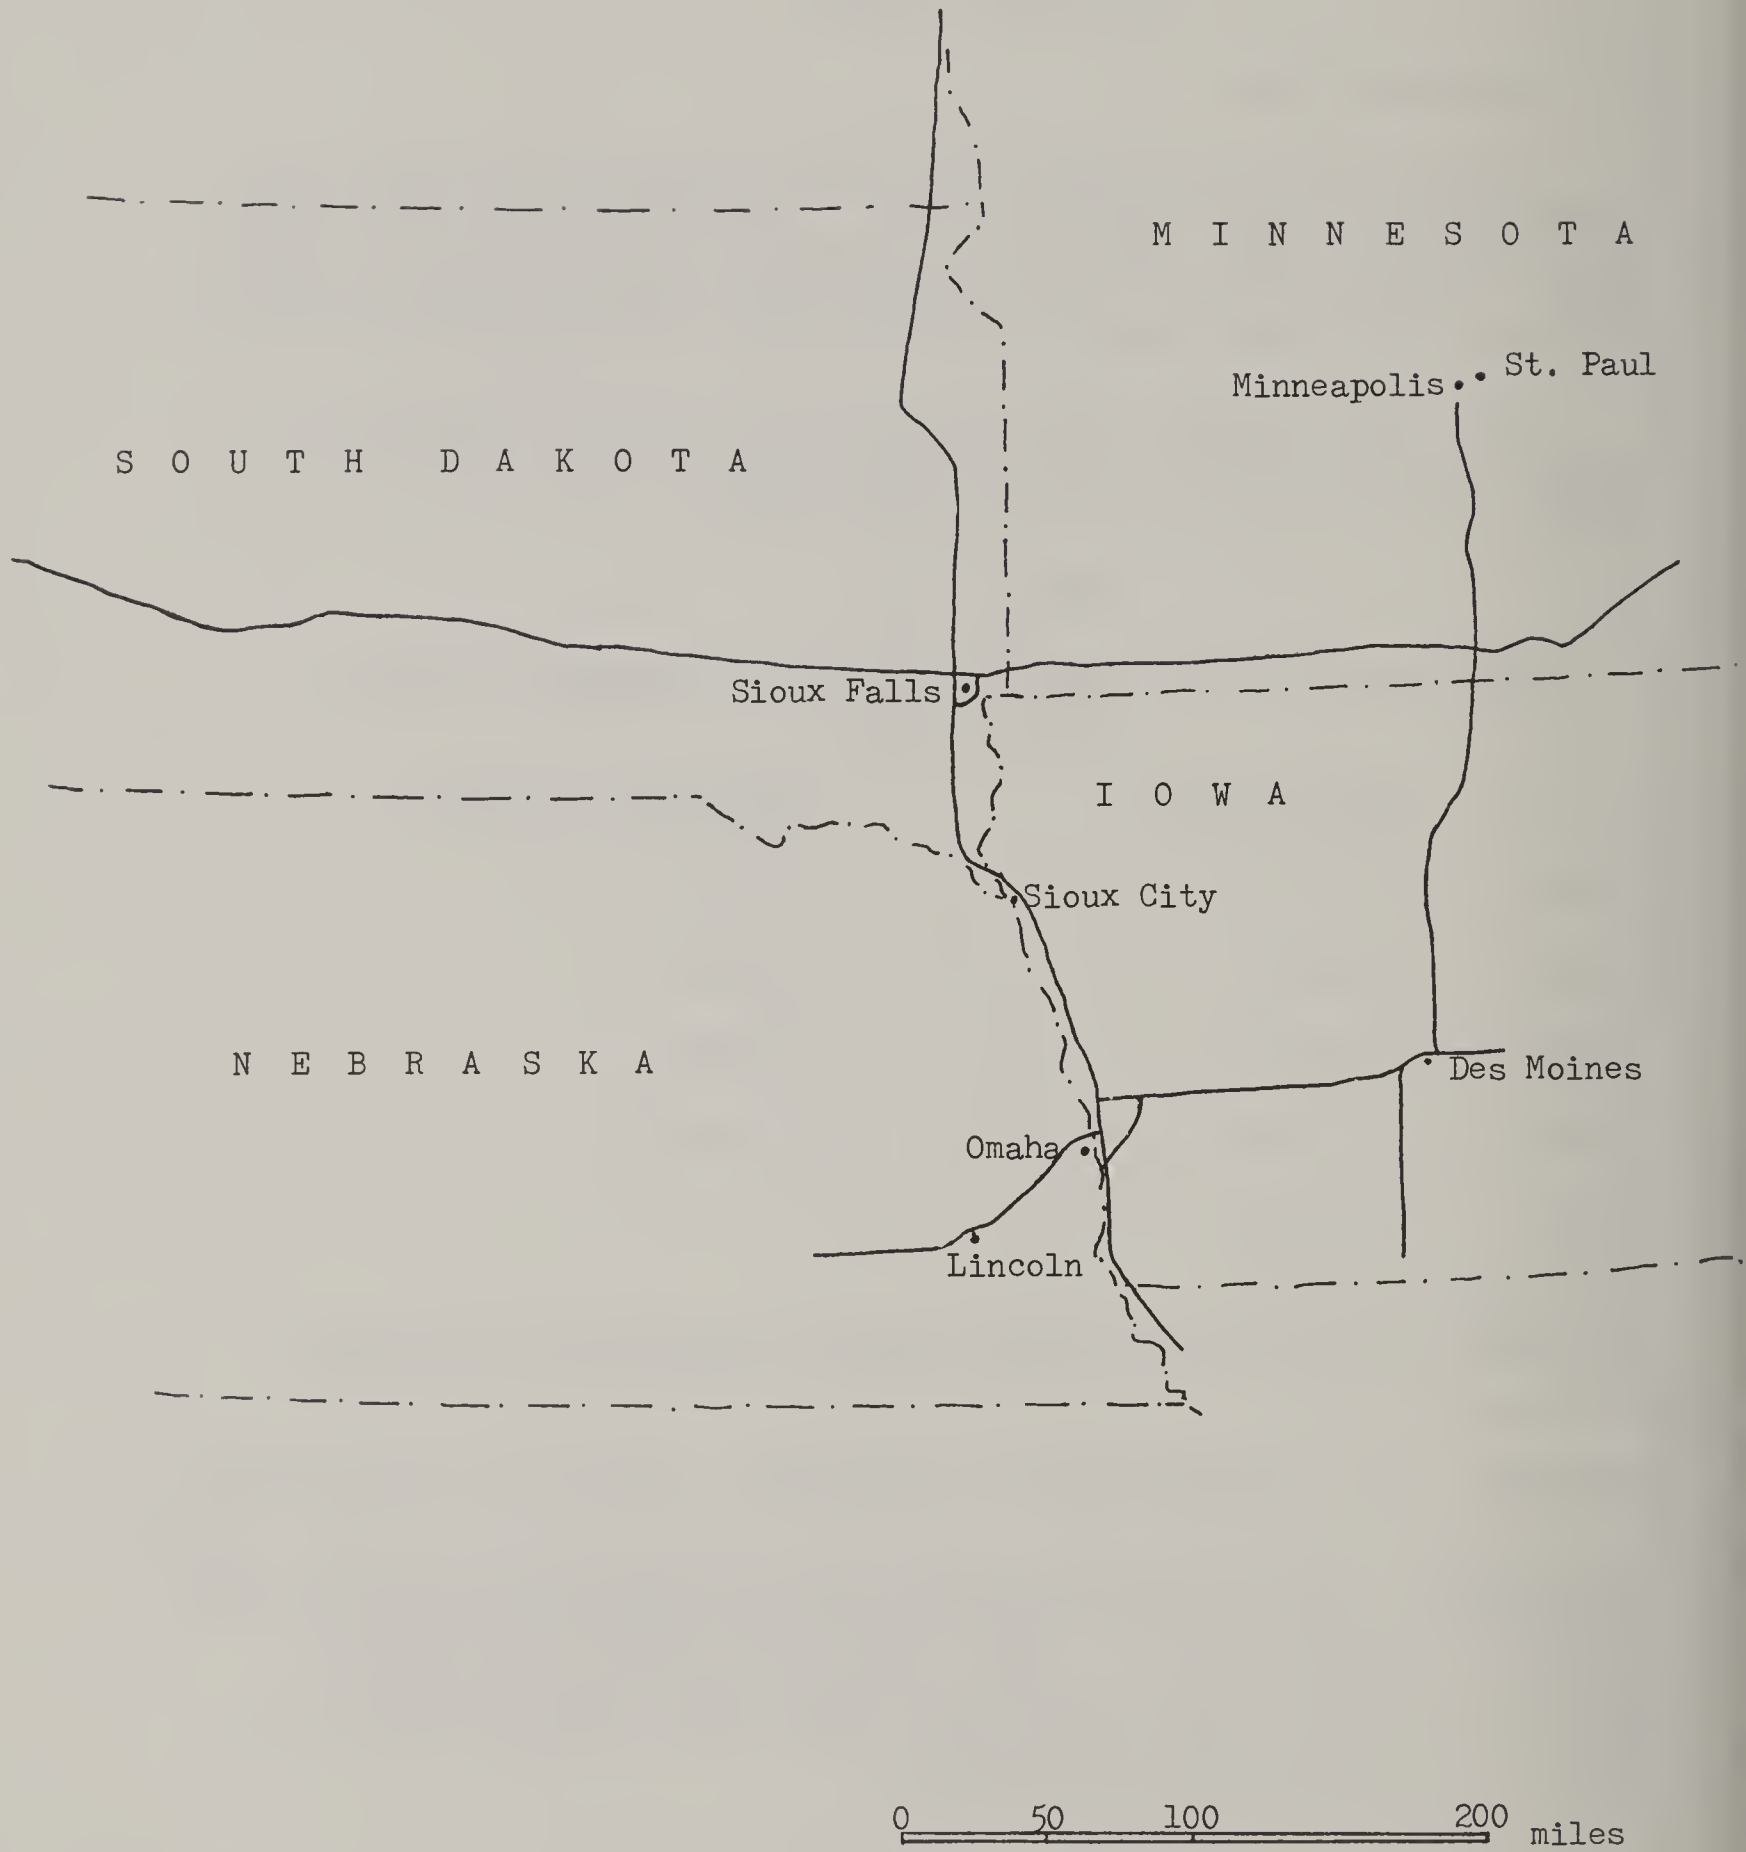 M I N N E S O T A
St. Paul
Minneapolis
S O U T H D A K O T A
Sioux Falls
I O W A
Sioux City
N E B R A S K A
Des Moines
Omaha
Lincoln
0 50 100 200 miles